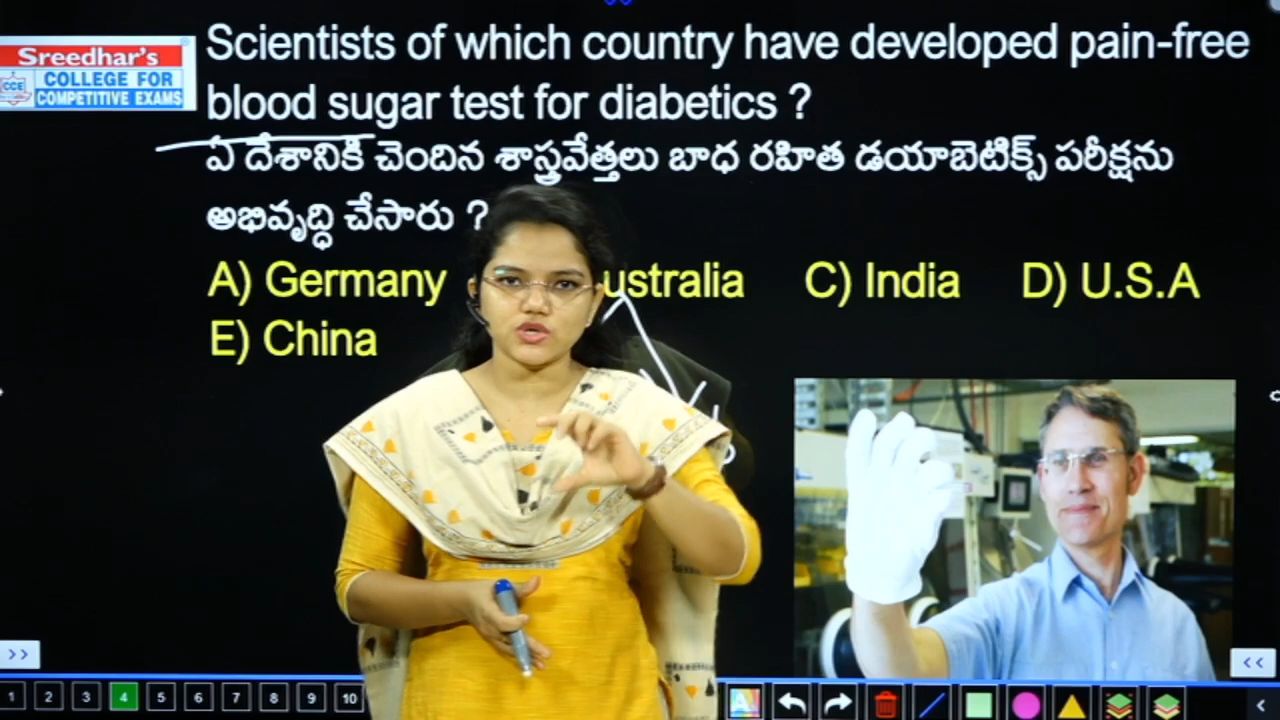 Sreedhar's
COLLEGE FOR
CCE
COMPETITIVE EXAMS
Scientists of which country have developed pain-free
blood sugar test for diabetics ?
ఏ దేశానికి చెందిన శాస్త్రవేత్తలు బాధ రహిత డయాబెటిక్స్ పరీక్షను
అభివృద్ధి చేసారు ?
A) Germany ustralia C) India D) U.S.A
E) China
>> <<
1 2 3 4 5 6 7 8 9 10